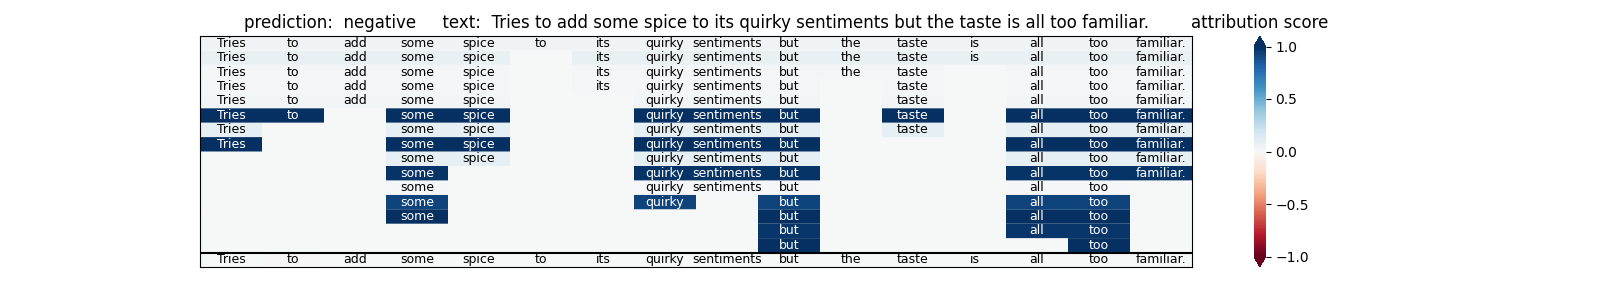 prediction:  negative     text:  Tries to add some spice to its quirky sentiments but the taste is all too familiar.     attribution score
Tries to add some spice to its quirky sentiments but the taste is all too familiar. 1.0
Tries to add some spice its quirky sentiments but the taste is all too familiar.
Tries to add some spice its quirky sentiments but the taste all too familiar.
Tries to add some spice its quirky sentiments but taste all too familiar.
Tries to add some spice quirky sentiments but taste all too familiar. 0.5
Tries to some spice quirky sentiments but taste all too familiar.
Tries some spice quirky sentiments but taste all too familiar.
Tries some spice quirky sentiments but all too familiar.
some spice quirky sentiments but all too familiar. 0.0
some quirky sentiments but all too familiar.
some quirky sentiments but all too
some quirky but all too −0.5
some but all too
but all too
but too
Tries to add some spice to its quirky sentiments but the taste is all too familiar. −1.0